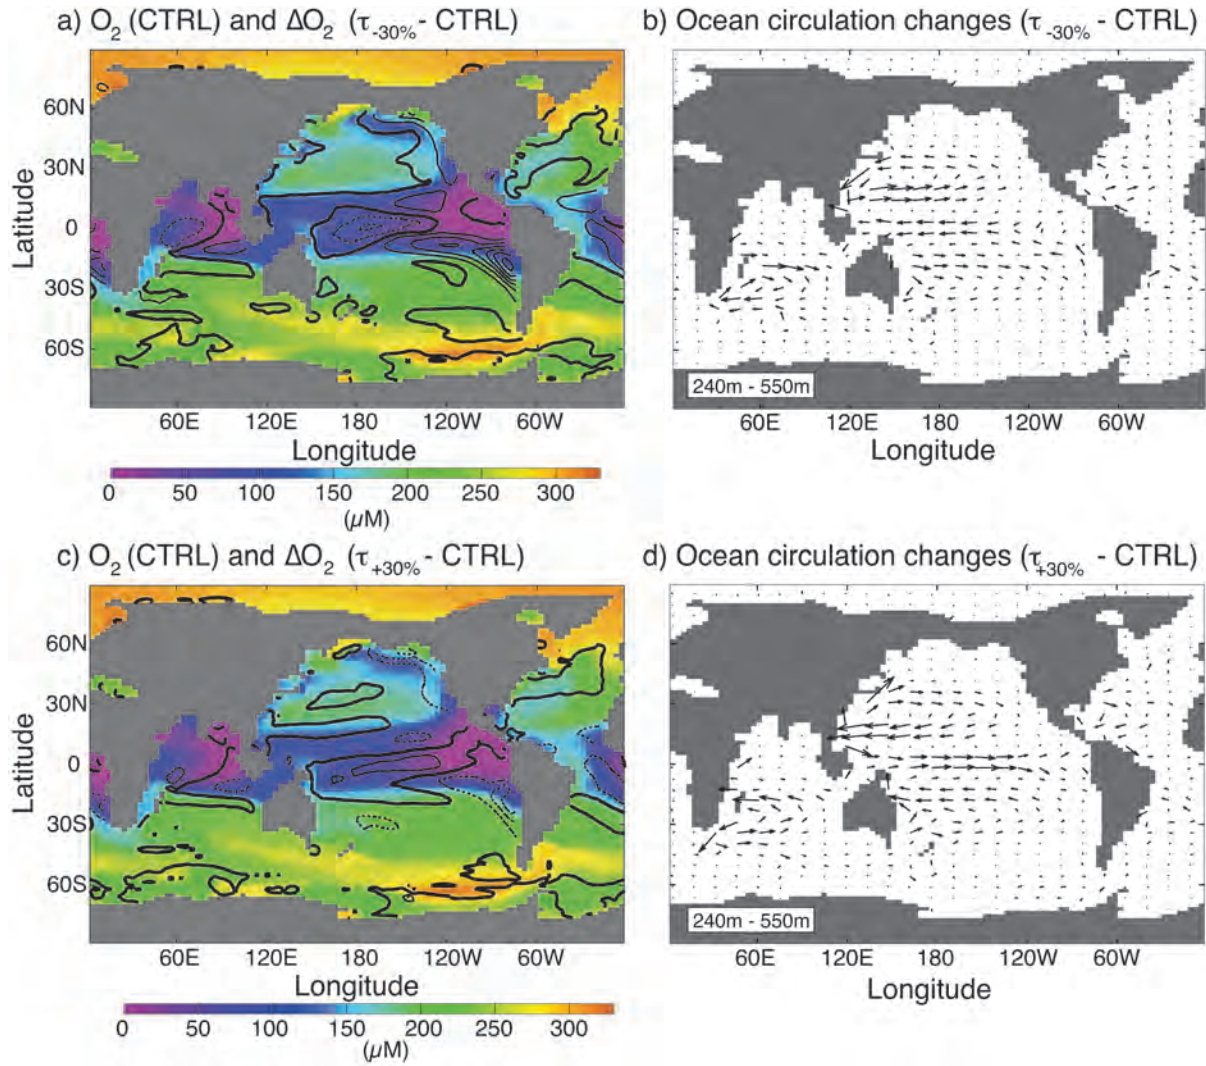 a) O₂ (CTRL) and ΔO₂ (τ₋₃₀% - CTRL)
b) Ocean circulation changes (τ₋₃₀% - CTRL)
60N
30N
0
30S
60S
Latitude
60E 120E 180 120W 60W
Longitude
0 50 100 150 200 250 300
(µM)
240m - 550m
60E 120E 180 120W 60W
Longitude
c) O₂ (CTRL) and ΔO₂ (τ₊₃₀% - CTRL)
d) Ocean circulation changes (τ₊₃₀% - CTRL)
60N
30N
0
30S
60S
Latitude
60E 120E 180 120W 60W
Longitude
0 50 100 150 200 250 300
(µM)
240m - 550m
60E 120E 180 120W 60W
Longitude